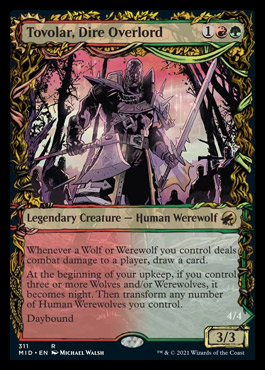 Tovolar, Dire Overlord 1
Legendary Creature — Human Werewolf
Whenever a Wolf or Werewolf you control deals
combat damage to a player, draw a card.
At the beginning of your upkeep, if you control
three or more Wolves and/or Werewolves, it
becomes night. Then transform any number
of Human Werewolves you control.
Daybound
4/4
3/3
311 R
MID • EN Michael Walsh ™ & © 2021 Wizards of the Coast